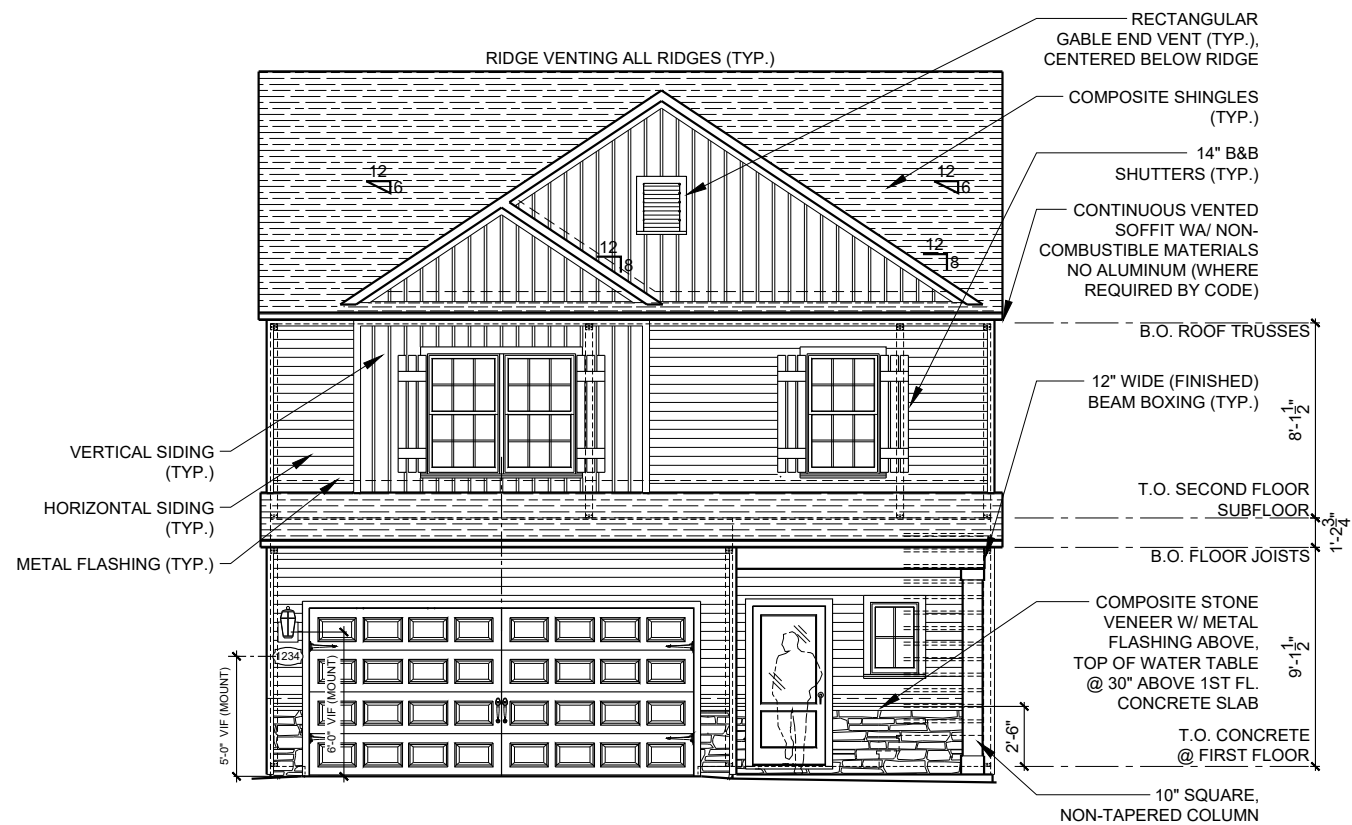 RIDGE VENTING ALL RIDGES (TYP.)
RECTANGULAR
GABLE END VENT (TYP.),
CENTERED BELOW RIDGE
COMPOSITE SHINGLES
(TYP.)
14" B&B
SHUTTERS (TYP.)
CONTINUOUS VENTED
SOFFIT WA/ NON-
COMBUSTIBLE MATERIALS
NO ALUMINUM (WHERE
REQUIRED BY CODE)
12
6
12
6
12
8
12
8
B.O. ROOF TRUSSES
12" WIDE (FINISHED)
BEAM BOXING (TYP.)
8'-1 1/2"
VERTICAL SIDING
(TYP.)
HORIZONTAL SIDING
(TYP.)
METAL FLASHING (TYP.)
T.O. SECOND FLOOR
SUBFLOOR
1'-2 3/4"
B.O. FLOOR JOISTS
COMPOSITE STONE
VENEER W/ METAL
FLASHING ABOVE,
TOP OF WATER TABLE
@ 30" ABOVE 1ST FL.
CONCRETE SLAB
9'-1 1/2"
1234
5'-0" VIF (MOUNT)
6'-0" VIF (MOUNT)
2'-6"
T.O. CONCRETE
@ FIRST FLOOR
10" SQUARE,
NON-TAPERED COLUMN